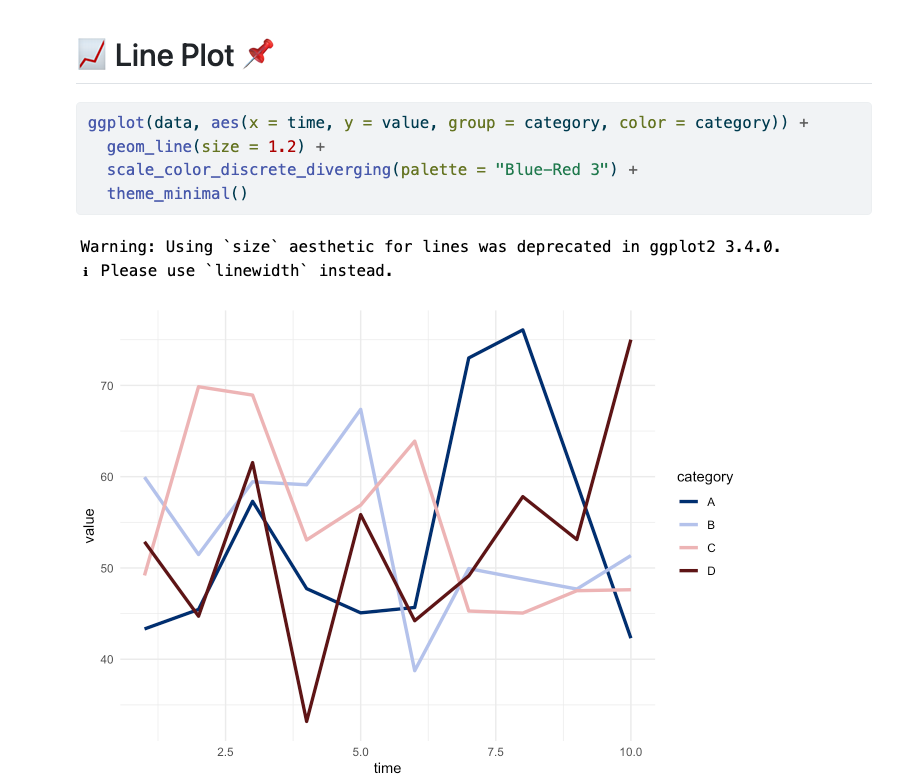 📈 Line Plot 📌
ggplot(data, aes(x = time, y = value, group = category, color = category)) +
  geom_line(size = 1.2) +
  scale_color_discrete_diverging(palette = "Blue-Red 3") +
  theme_minimal()
Warning: Using `size` aesthetic for lines was deprecated in ggplot2 3.4.0.
ℹ Please use `linewidth` instead.
70
60
50
40
value
2.5
5.0
7.5
10.0
time
category
A
B
C
D